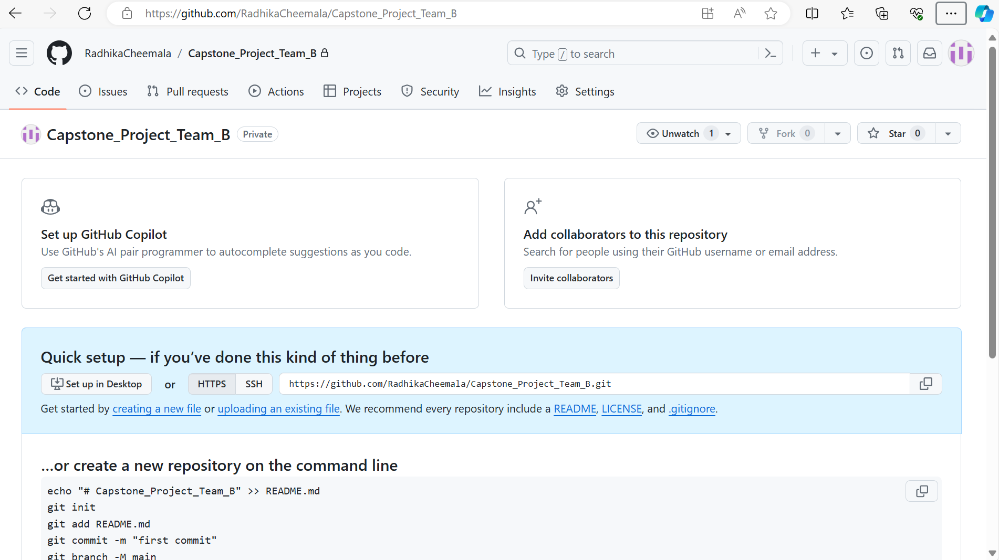 https://github.com/RadhikaCheemala/Capstone_Project_Team_B
RadhikaCheemala / Capstone_Project_Team_B
Type / to search
Code
Issues
Pull requests
Actions
Projects
Security
Insights
Settings
Capstone_Project_Team_B Private
Unwatch 1
Fork 0
Star 0
Set up GitHub Copilot
Use GitHub's AI pair programmer to autocomplete suggestions as you code.
Get started with GitHub Copilot
Add collaborators to this repository
Search for people using their GitHub username or email address.
Invite collaborators
Quick setup — if you’ve done this kind of thing before
Set up in Desktop or HTTPS SSH https://github.com/RadhikaCheemala/Capstone_Project_Team_B.git
Get started by creating a new file or uploading an existing file. We recommend every repository include a README, LICENSE, and .gitignore.
…or create a new repository on the command line
echo "# Capstone_Project_Team_B" >> README.md
git init
git add README.md
git commit -m "first commit"
git branch -M main